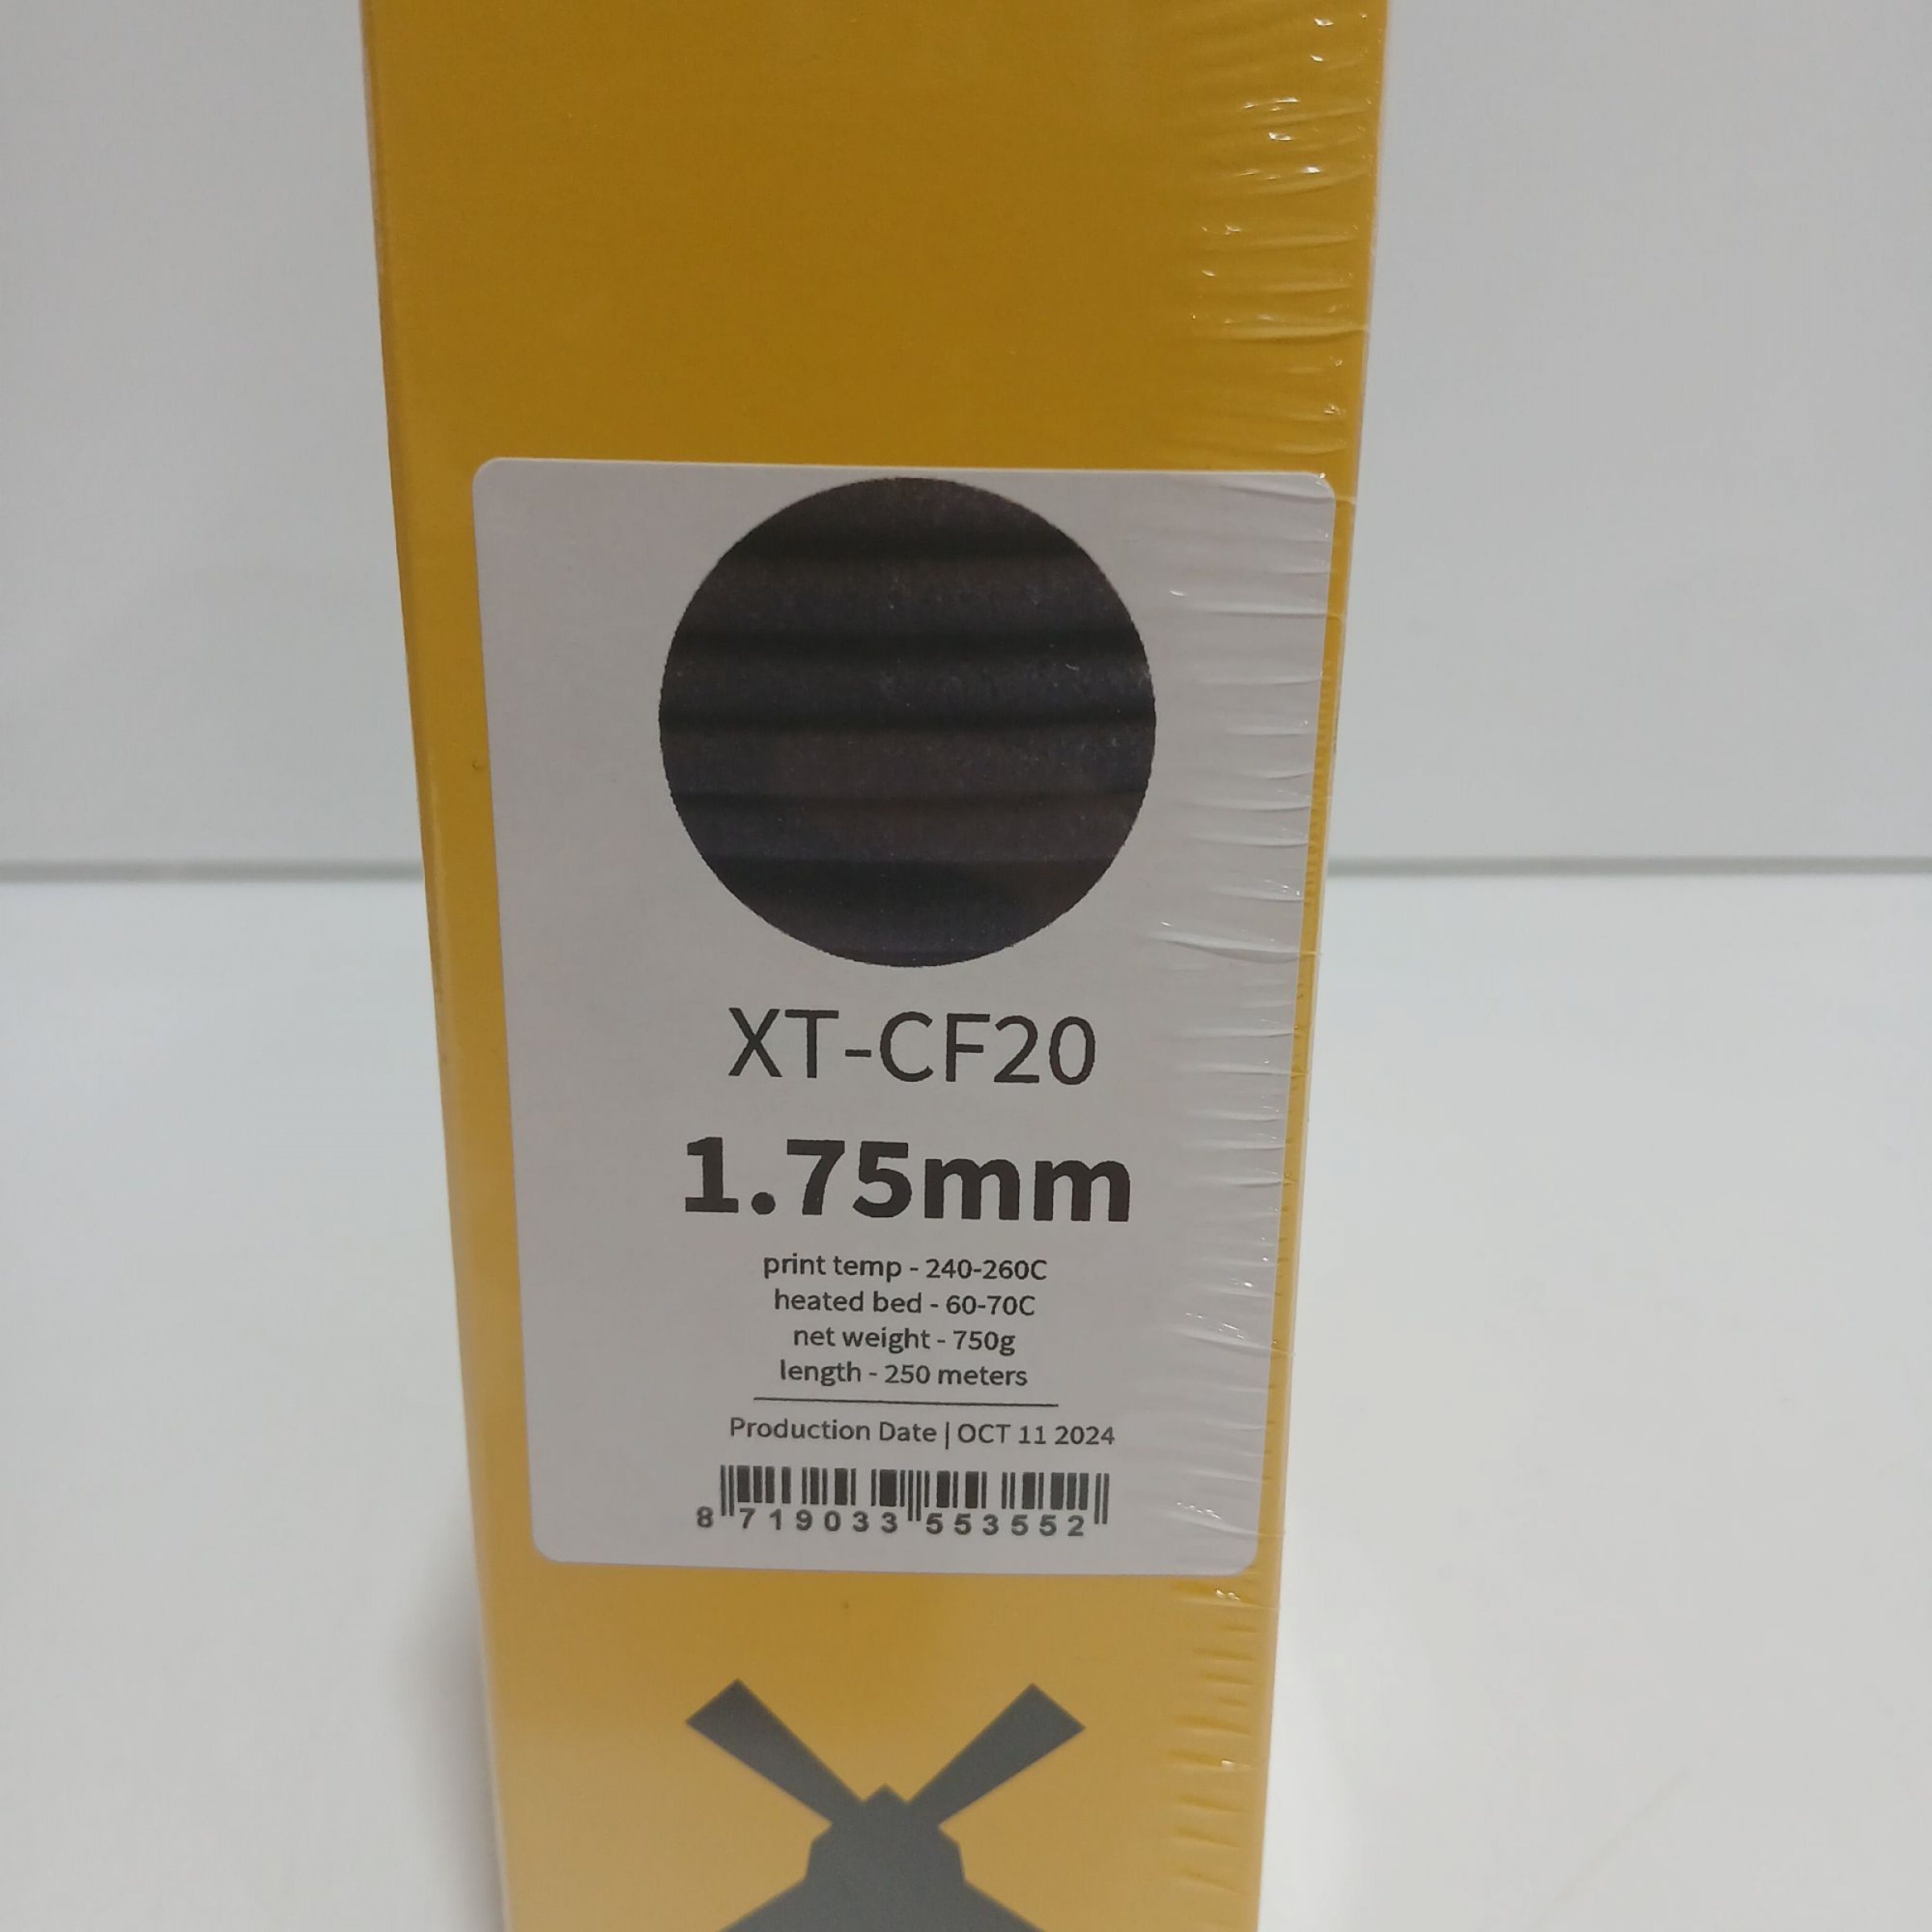 XT-CF20
1.75mm
print temp - 240-260C
heated bed - 60-70C
net weight - 750g
length - 250 meters
Production Date | OCT 11 2024
8 719033 553552